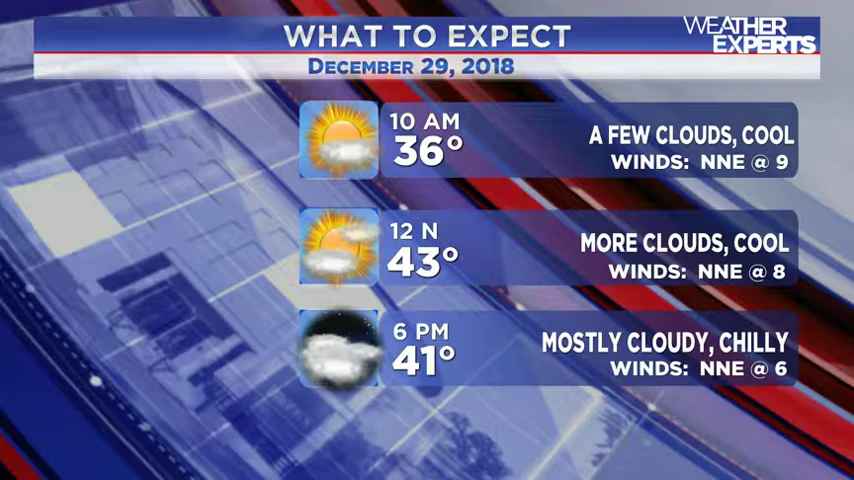 WHAT TO EXPECT
WEATHER
EXPERTS
DECEMBER 29, 2018
10 AM
36°
A FEW CLOUDS, COOL
WINDS: NNE @ 9
12 N
43°
MORE CLOUDS, COOL
WINDS: NNE @ 8
6 PM
41°
MOSTLY CLOUDY, CHILLY
WINDS: NNE @ 6